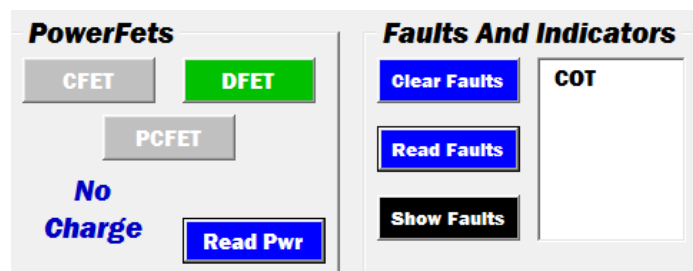 PowerFets
CFET
DFET
PCFET
No
Charge
Read Pwr
Faults And Indicators
Clear Faults
Read Faults
Show Faults
COT